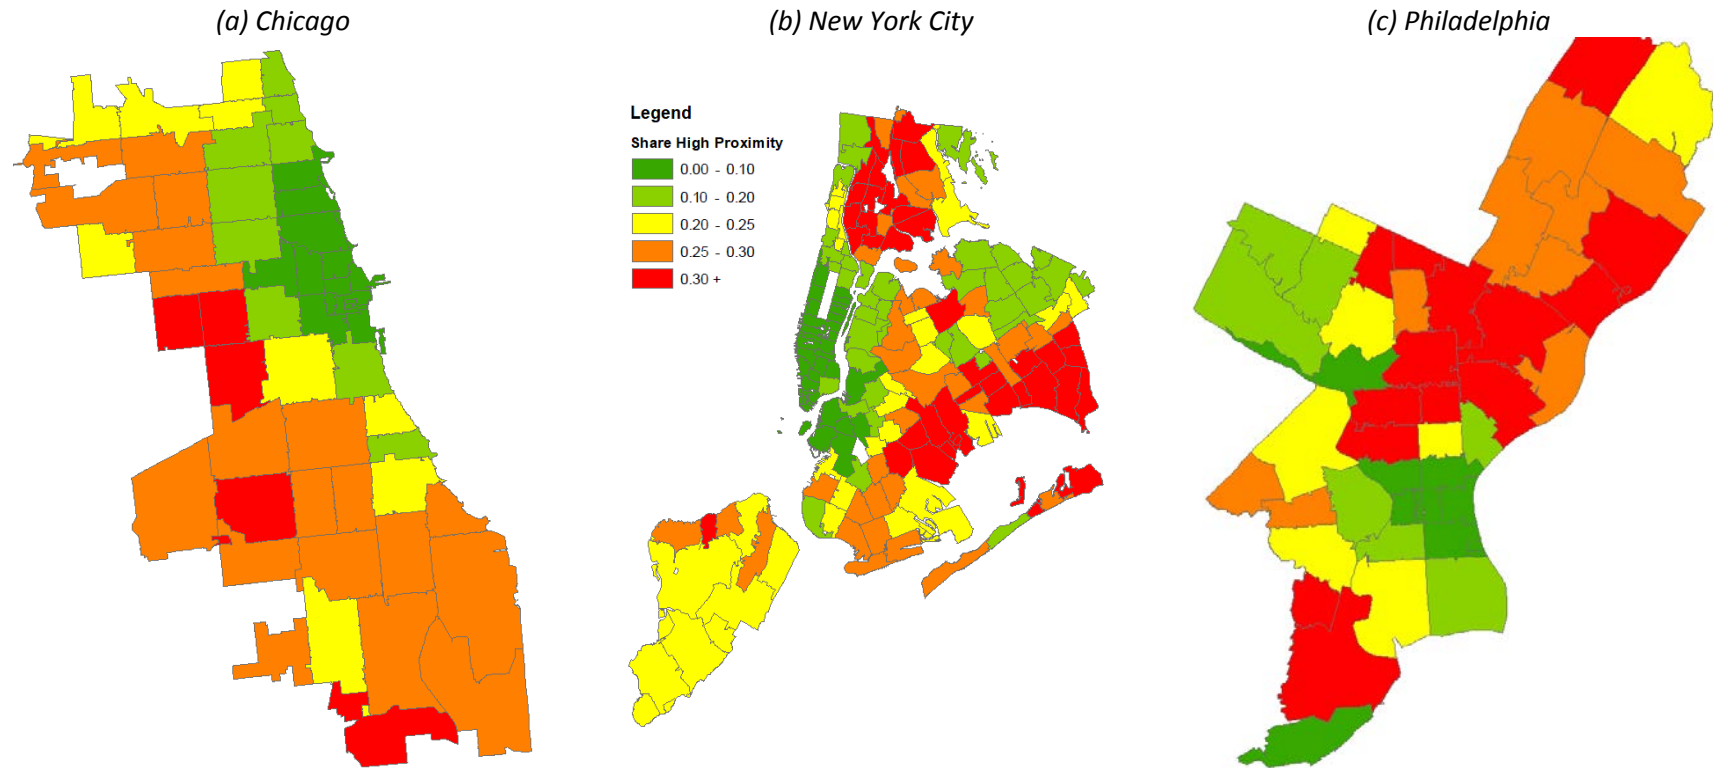 (a) Chicago
(b) New York City
(c) Philadelphia
Legend
Share High Proximity
0.00 - 0.10
0.10 - 0.20
0.20 - 0.25
0.25 - 0.30
0.30 +